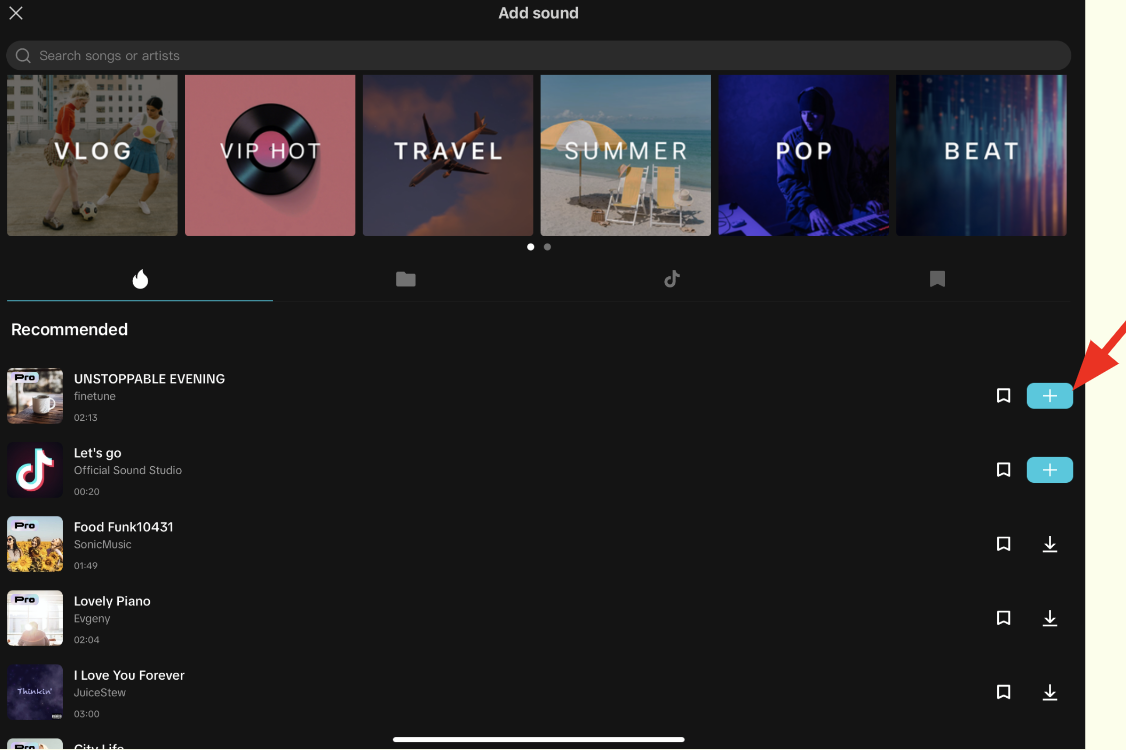 Add sound
Search songs or artists
VLOG
VIP HOT
TRAVEL
SUMMER
POP
BEAT
Recommended
Pro
UNSTOPPABLE EVENING
finetune
02:13
Let's go
Official Sound Studio
00:20
Pro
Food Funk10431
SonicMusic
01:49
Pro
Lovely Piano
Evgeny
02:04
Thinkin'
I Love You Forever
JuiceStew
03:00
Pro
City Life